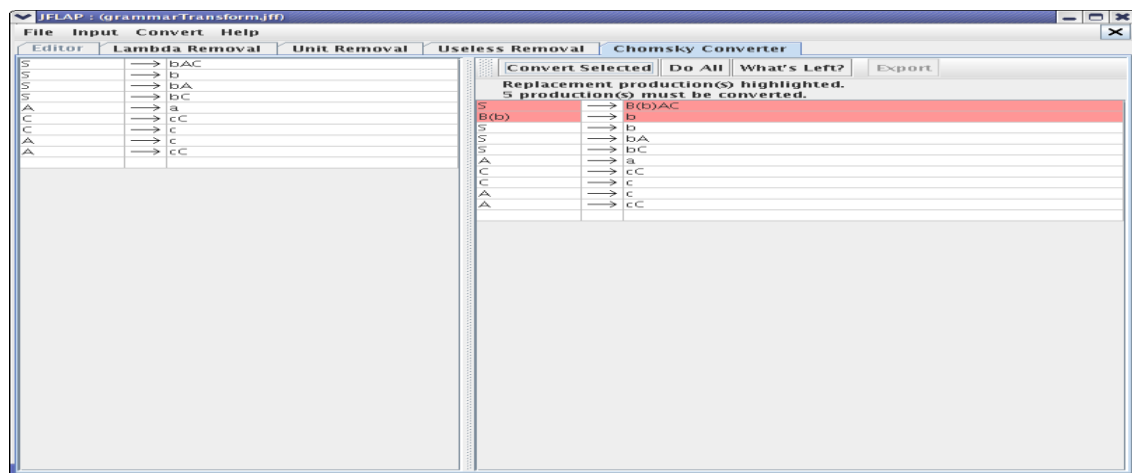 JFLAP : (grammarTransform.jff)
File Input Convert Help
Editor Lambda Removal Unit Removal Useless Removal Chomsky Converter
S → bAC
S → b
S → bA
S → bC
A → a
C → cC
C → c
A → c
A → cC
Convert Selected Do All What's Left? Export
Replacement production(s) highlighted.
5 production(s) must be converted.
S → B(b)AC
B(b) → b
S → b
S → bA
S → bC
A → a
C → cC
C → c
A → c
A → cC